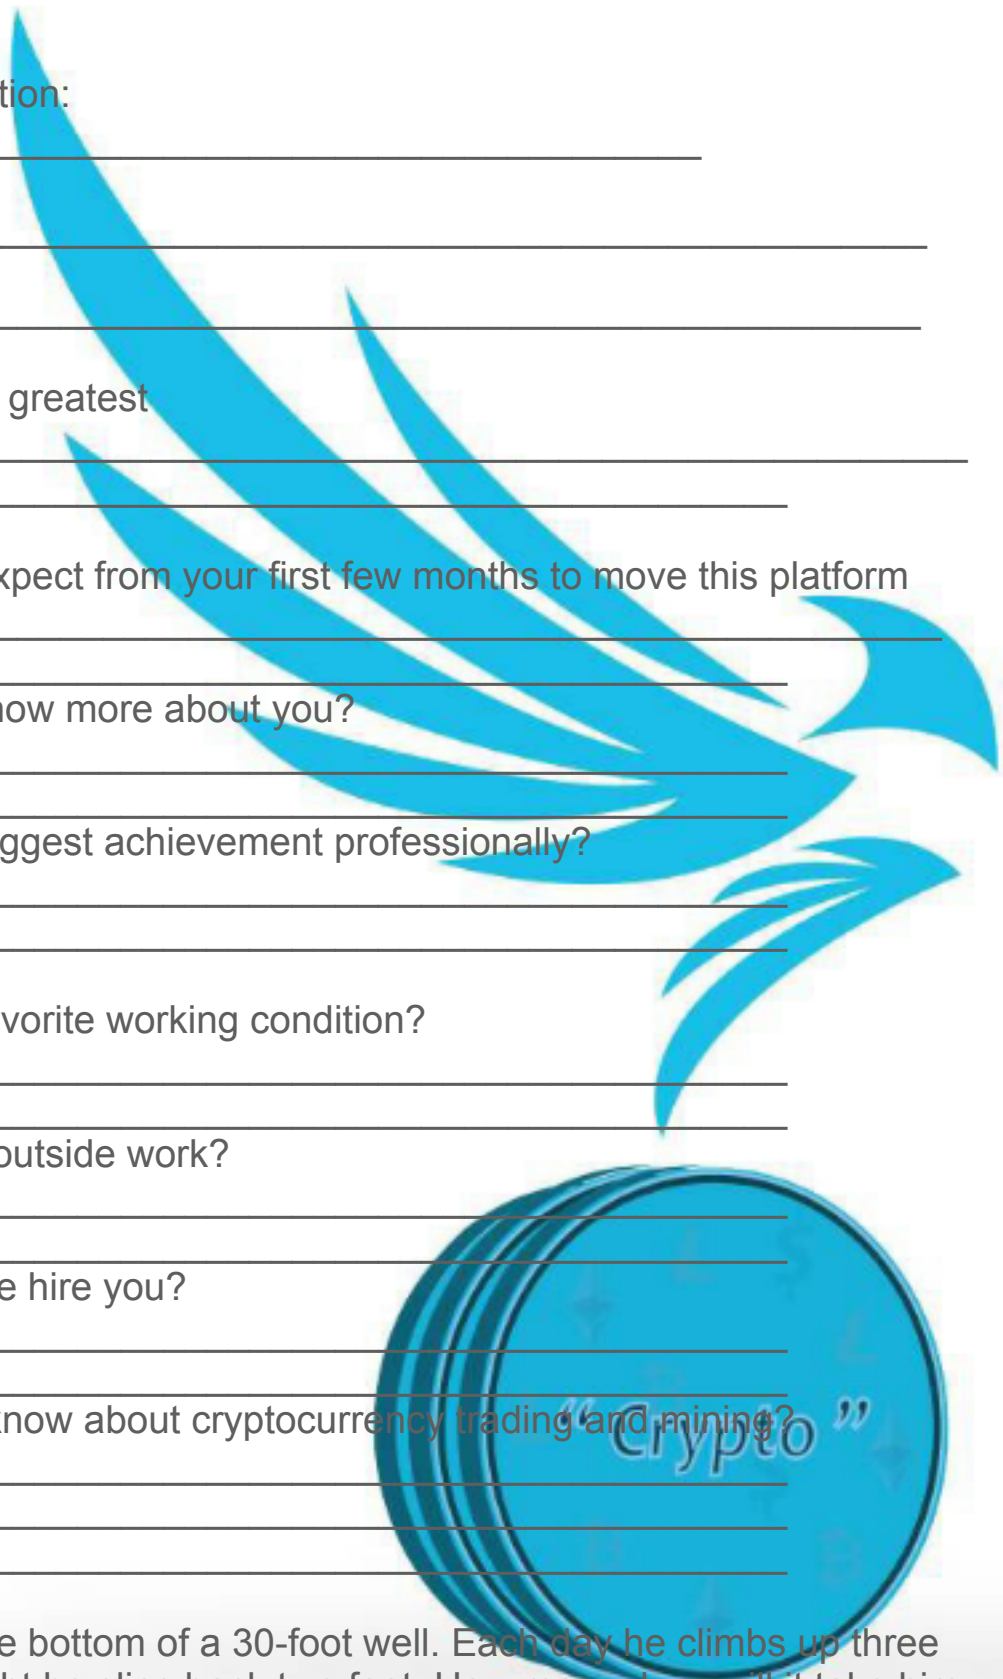 tion:
greatest
xpect from your first few months to move this platform
now more about you?
ggest achievement professionally?
vorite working condition?
outside work?
e hire you?
know about cryptocurrency trading and mining?
“ Crypto ”
e bottom of a 30-foot well. Each day he climbs up three